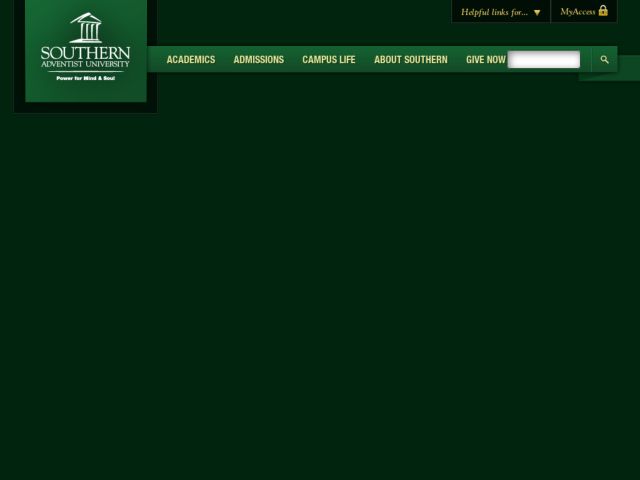 Helpful links for...
MyAccess
SOUTHERN
ADVENTIST UNIVERSITY
Power for Mind & Soul
ACADEMICS
ADMISSIONS
CAMPUS LIFE
ABOUT SOUTHERN
GIVE NOW